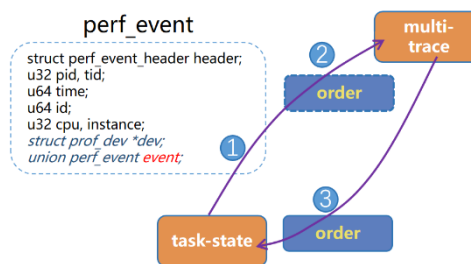 perf_event
struct perf_event_header header;
u32 pid, tid;
u64 time;
u64 id;
u32 cpu, instance;
struct prof_dev *dev;
union perf_event event;
multi-
trace
2
order
1
3
order
task-state